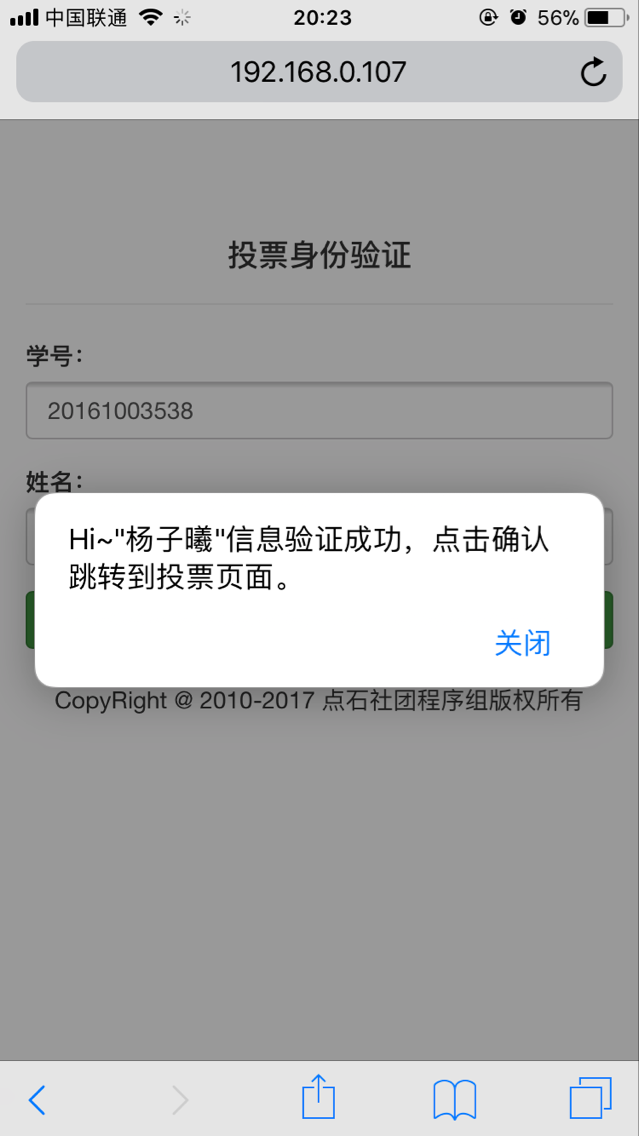 中国联通
20:23
56%
192.168.0.107
投票身份验证
学号：
20161003538
姓名：
Hi~"杨子曦"信息验证成功，点击确认
跳转到投票页面。
关闭
CopyRight @ 2010-2017 点石社团程序组版权所有